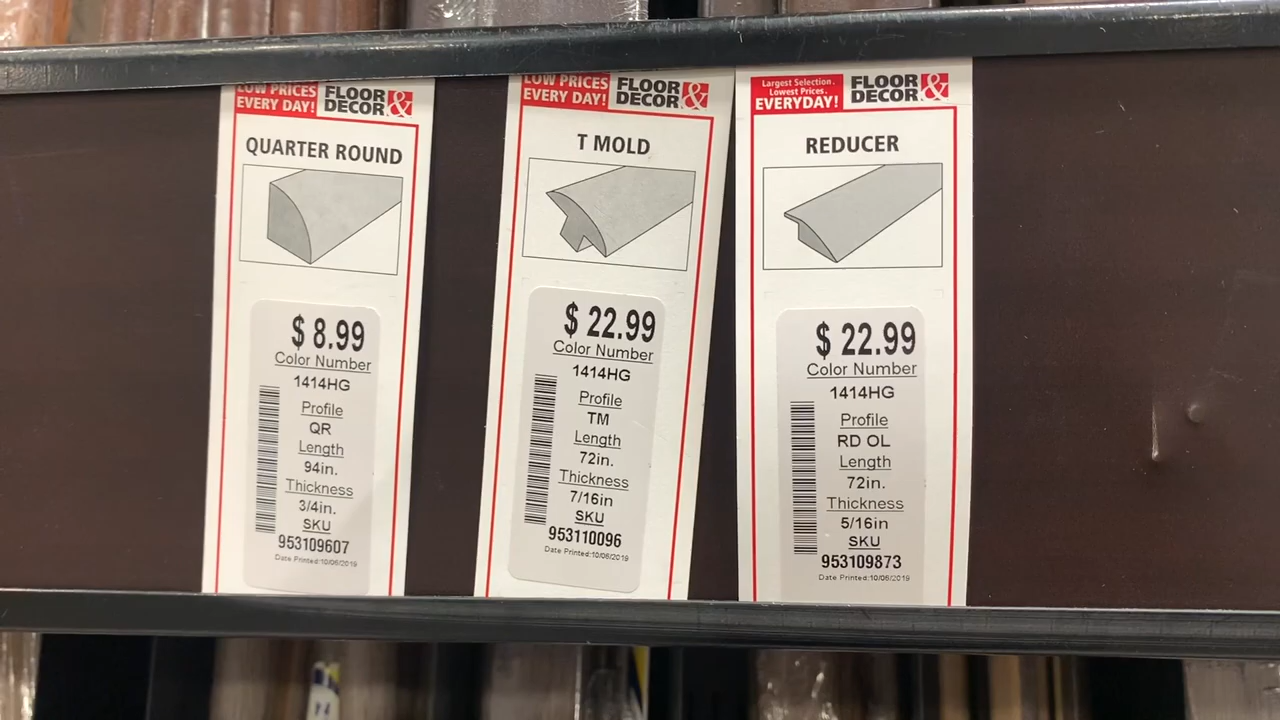 LOW PRICES
EVERY DAY!
FLOOR
DECOR &
QUARTER ROUND
$ 8.99
Color Number
1414HG
Profile
QR
Length
94in.
Thickness
3/4in.
SKU
953109607
Date Printed:10/06/2019
LOW PRICES
EVERY DAY!
FLOOR
DECOR &
T MOLD
$ 22.99
Color Number
1414HG
Profile
TM
Length
72in.
Thickness
7/16in
SKU
953110096
Date Printed:10/06/2019
Largest Selection.
Lowest Prices.
EVERYDAY!
FLOOR
DECOR &
REDUCER
$ 22.99
Color Number
1414HG
Profile
RD OL
Length
72in.
Thickness
5/16in
SKU
953109873
Date Printed:10/06/2019